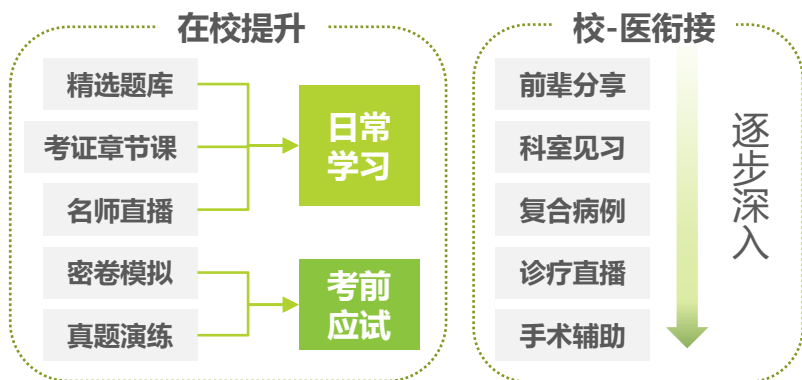 在校提升
精选题库
考证章节课
名师直播
密卷模拟
真题演练
日常
学习
考前
应试
校-医衔接
前辈分享
科室见习
复合病例
诊疗直播
手术辅助
逐步深入